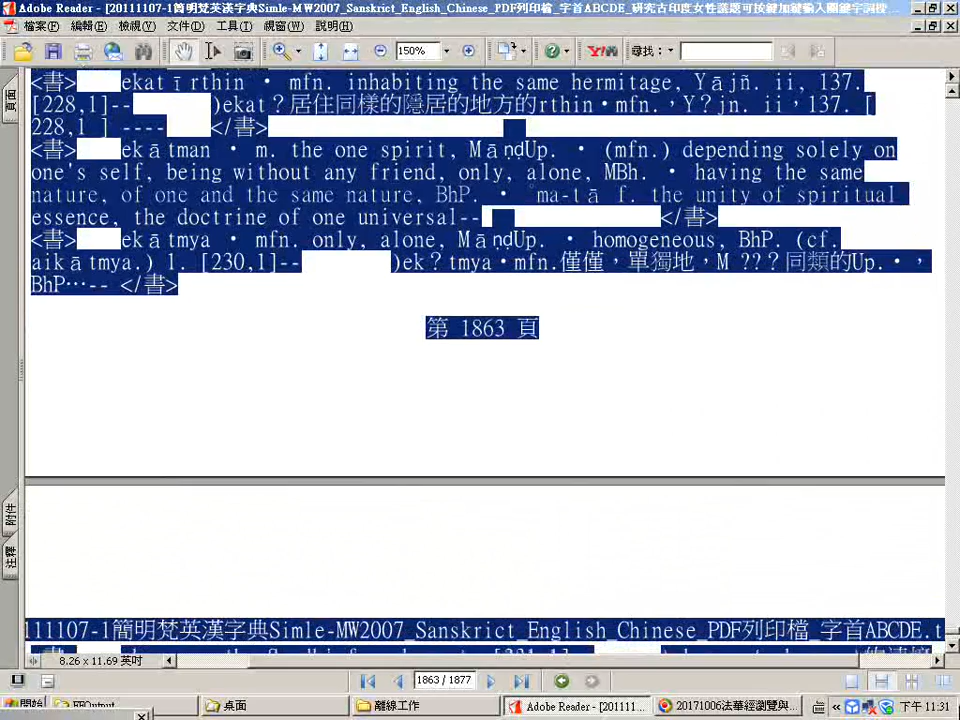 Adobe Reader - [20111107-1簡明梵英漢字典Simle-MW2007_Sanskrict_English_Chinese_PDF列印檔_字首ABCDE_研究古印度女性議題可按鍵加鍵輸入關鍵字詞搜
檔案(F) 編輯(E) 檢視(V) 文件(D) 工具(T) 視窗(W) 說明(H)
150% Y! 尋找：
頁面
<書> ekatīrthin • mfn. inhabiting the same hermitage, Yājñ. ii, 137.
[228,1]-- )ekat？居住同樣的隱居的地方的rthin•mfn.，Y？jn. ii，137. [
228,1 ] ---- </書>
<書> ekātman • m. the one spirit, MāṇḍUp. • (mfn.) depending solely on
one's self, being without any friend, only, alone, MBh. • having the same
nature, of one and the same nature, BhP. • °ma-tā f. the unity of spiritual
essence, the doctrine of one universal-- </書>
<書> ekātmya • mfn. only, alone, MāṇḍUp. • homogeneous, BhP. (cf.
aikātmya.) 1. [230,1]-- )ek？tmya•mfn.僅僅，單獨地，M ???？同類的Up.•，
BhP…-- </書>
第 1863 頁
附件
注釋
111107-1簡明梵英漢字典Simle-MW2007_Sanskrict_English_Chinese_PDF列印檔_字首ABCDE.t
8.26 x 11.69 英吋
1863 / 1877
開始 FFOutput 桌面 離線工作 Adobe Reader - [2011... 20171006法華經瀏覽與... 下午 11:31